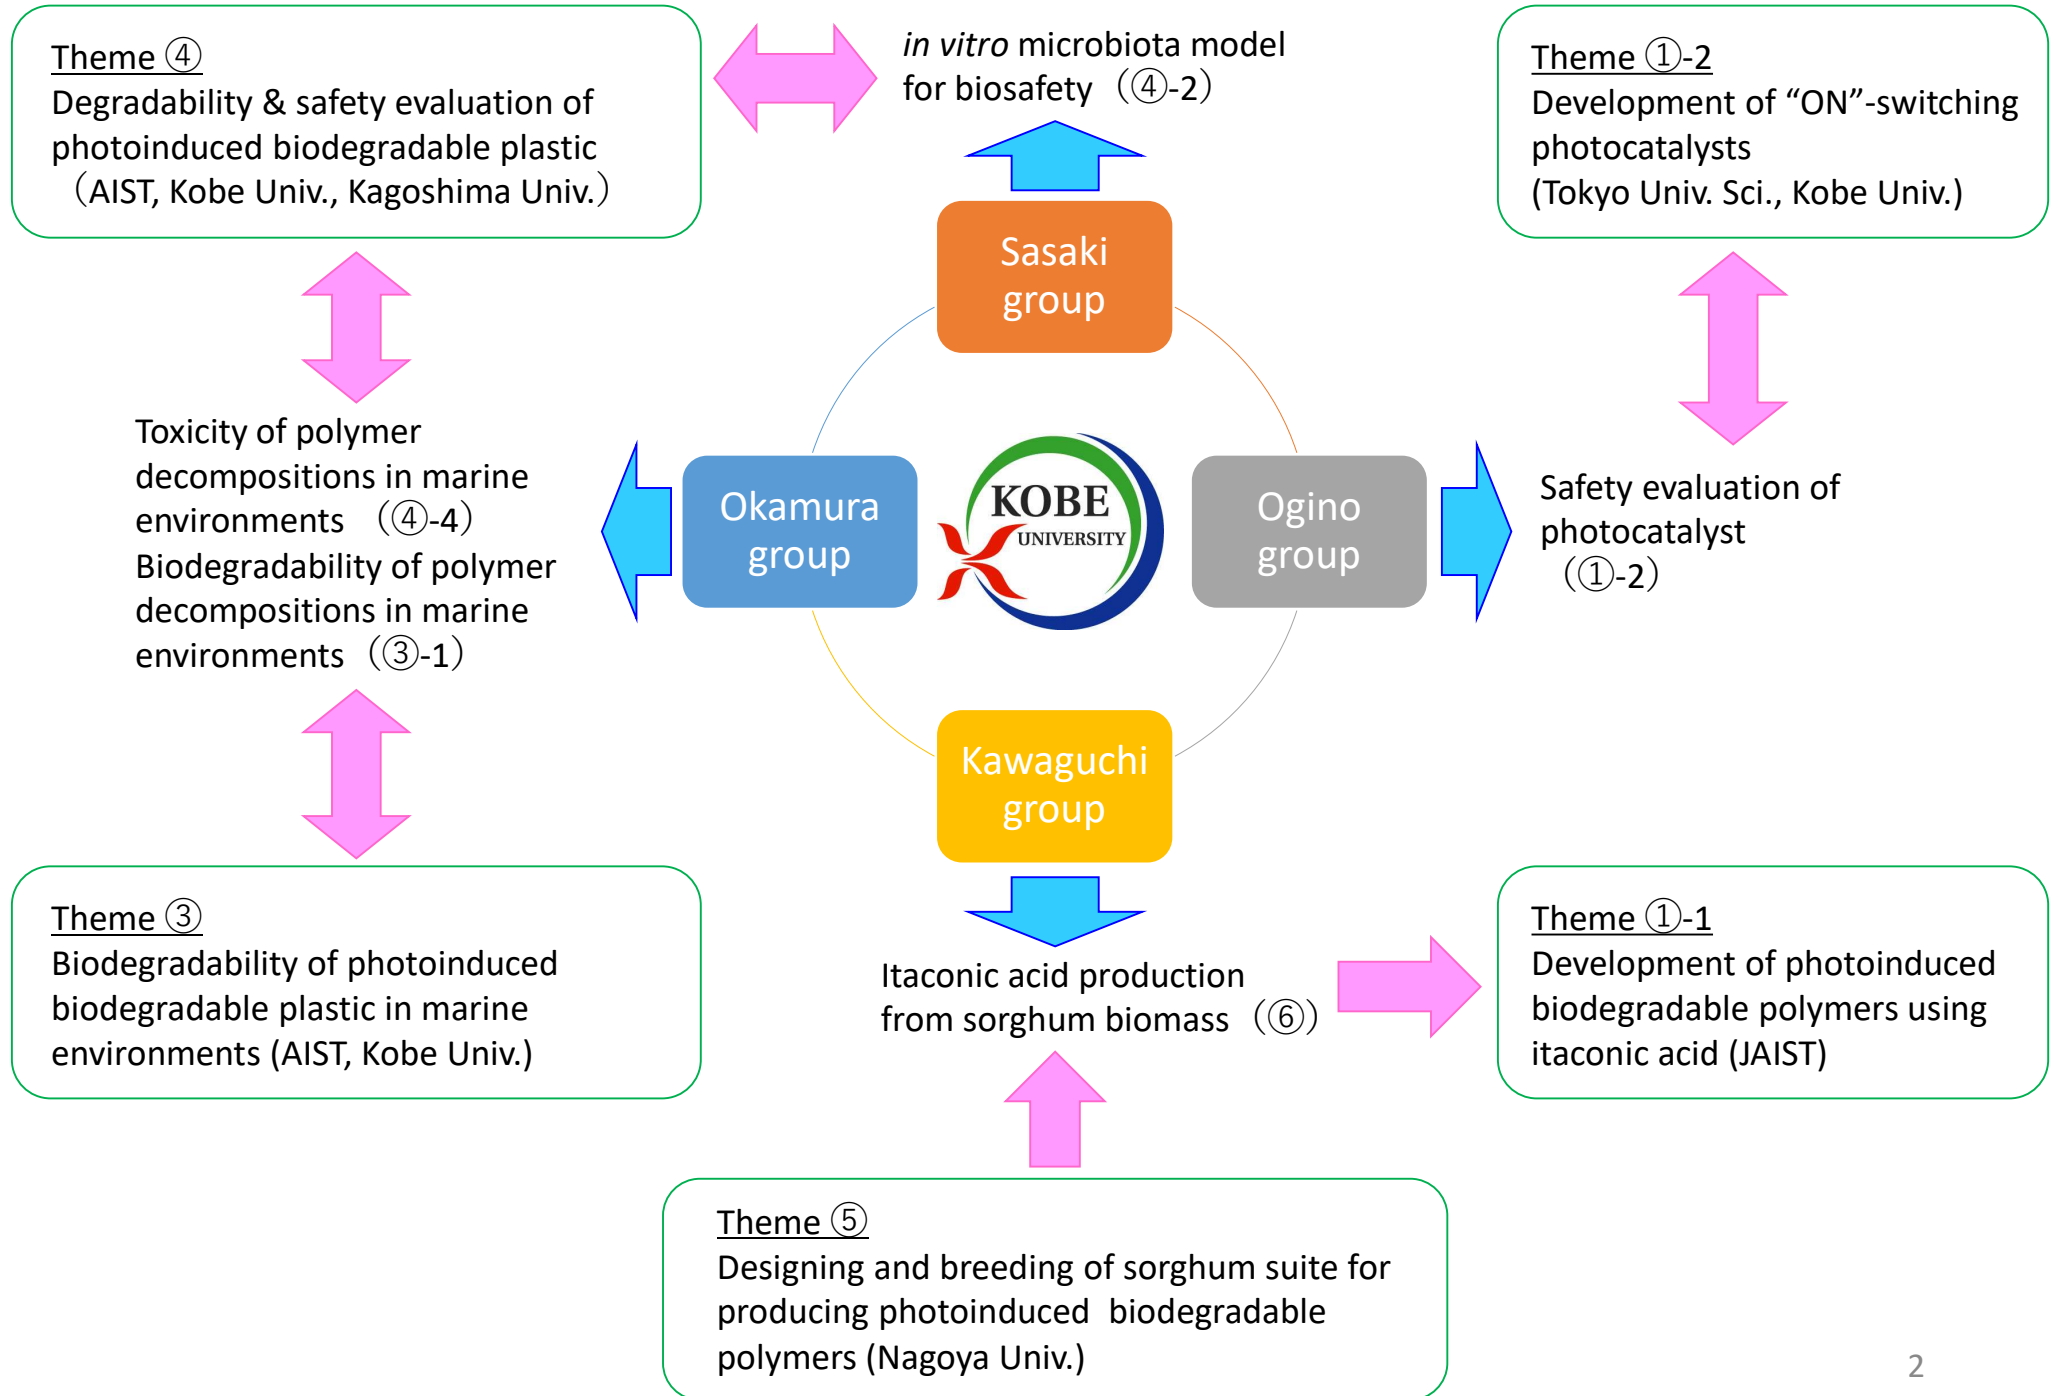 Theme ④
Degradability & safety evaluation of
photoinduced biodegradable plastic
（AIST, Kobe Univ., Kagoshima Univ.）
in vitro microbiota model
for biosafety（④-2）
Theme ①-2
Development of “ON”-switching
photocatalysts
(Tokyo Univ. Sci., Kobe Univ.)
Sasaki
group
Toxicity of polymer
decompositions in marine
environments （④-4）
Biodegradability of polymer
decompositions in marine
environments（③-1）
Okamura
group
KOBE
UNIVERSITY
Ogino
group
Safety evaluation of
photocatalyst
（①-2）
Kawaguchi
group
Theme ③
Biodegradability of photoinduced
biodegradable plastic in marine
environments (AIST, Kobe Univ.)
Itaconic acid production
from sorghum biomass（⑥）
Theme ①-1
Development of photoinduced
biodegradable polymers using
itaconic acid (JAIST)
Theme ⑤
Designing and breeding of sorghum suite for
producing photoinduced  biodegradable
polymers (Nagoya Univ.)
2